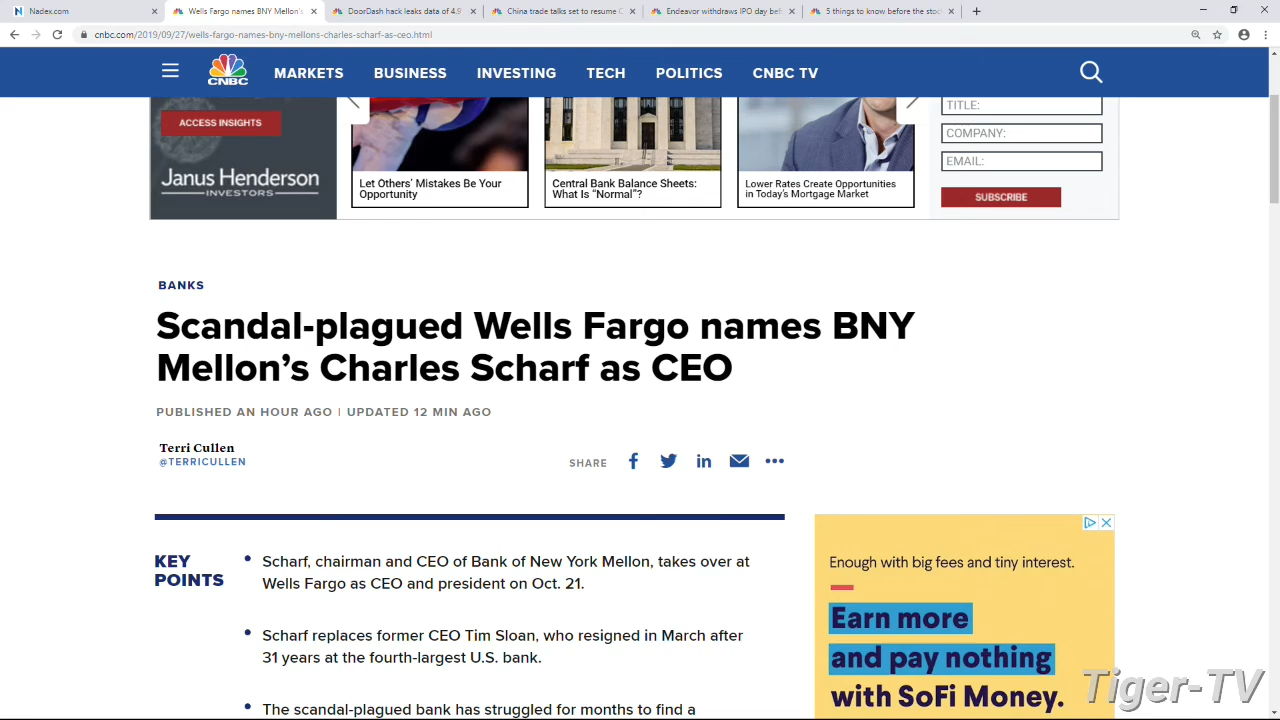 Nadex.com
Wells Fargo names BNY Mellon's
DoorDash hack leaks data of 4.9
China trade talks set to resume O
Endeavor withdraws IPO day bef
5 things to know before the stoc
cnbc.com/2019/09/27/wells-fargo-names-bny-mellons-charles-scharf-as-ceo.html
CNBC
MARKETS
BUSINESS
INVESTING
TECH
POLITICS
CNBC TV
ACCESS INSIGHTS
Janus Henderson
INVESTORS
Let Others' Mistakes Be Your
Opportunity
Central Bank Balance Sheets:
What Is "Normal"?
Lower Rates Create Opportunities
in Today's Mortgage Market
TITLE:
COMPANY:
EMAIL:
SUBSCRIBE
BANKS
Scandal-plagued Wells Fargo names BNY
Mellon's Charles Scharf as CEO
PUBLISHED AN HOUR AGO | UPDATED 12 MIN AGO
Terri Cullen
@TERRICULLEN
SHARE
KEY
POINTS
Scharf, chairman and CEO of Bank of New York Mellon, takes over at
Wells Fargo as CEO and president on Oct. 21.
Scharf replaces former CEO Tim Sloan, who resigned in March after
31 years at the fourth-largest U.S. bank.
The scandal-plagued bank has struggled for months to find a
Enough with big fees and tiny interest.
Earn more
and pay nothing
with SoFi Money.
Tiger-TV